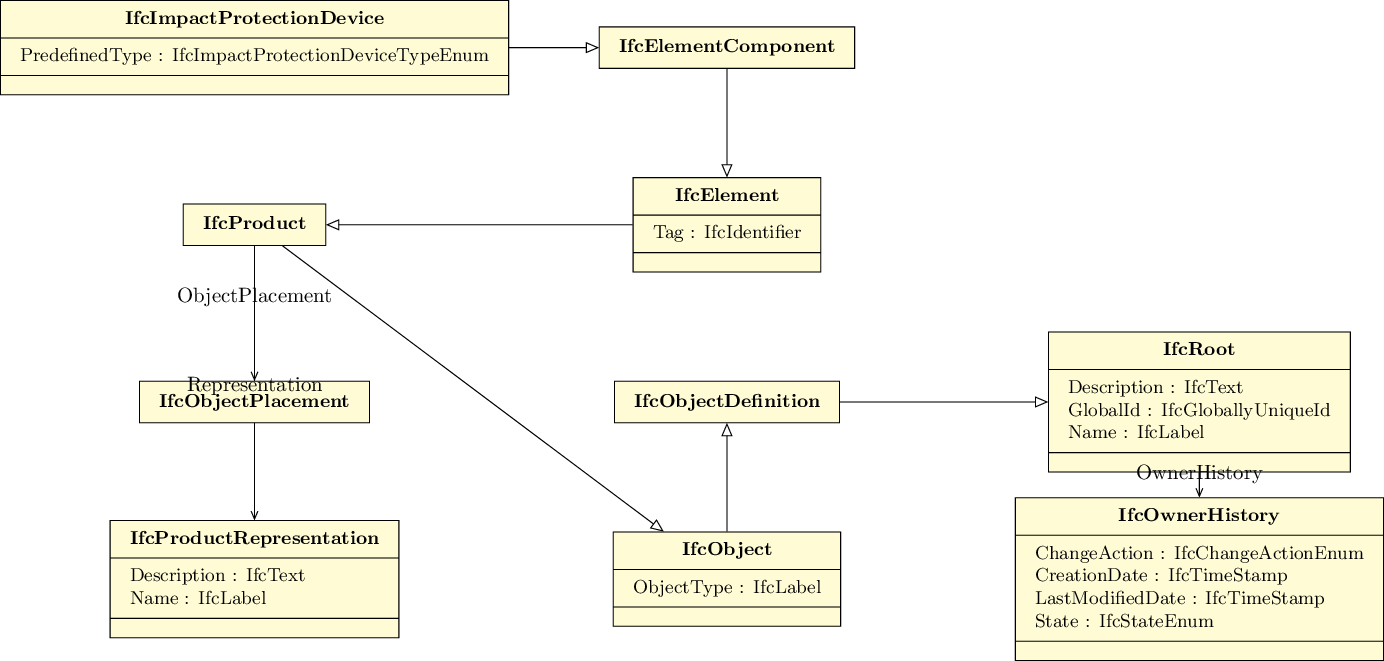 IfcImpactProtectionDevice
PredefinedType : IfcImpactProtectionDeviceTypeEnum
IfcElementComponent
IfcElement
Tag : IfcIdentifier
IfcProduct
ObjectPlacement
Representation
IfcObjectPlacement
IfcObjectDefinition
IfcRoot
Description : IfcText
GlobalId : IfcGloballyUniqueId
Name : IfcLabel
OwnerHistory
IfcProductRepresentation
Description : IfcText
Name : IfcLabel
IfcObject
ObjectType : IfcLabel
IfcOwnerHistory
ChangeAction : IfcChangeActionEnum
CreationDate : IfcTimeStamp
LastModifiedDate : IfcTimeStamp
State : IfcStateEnum